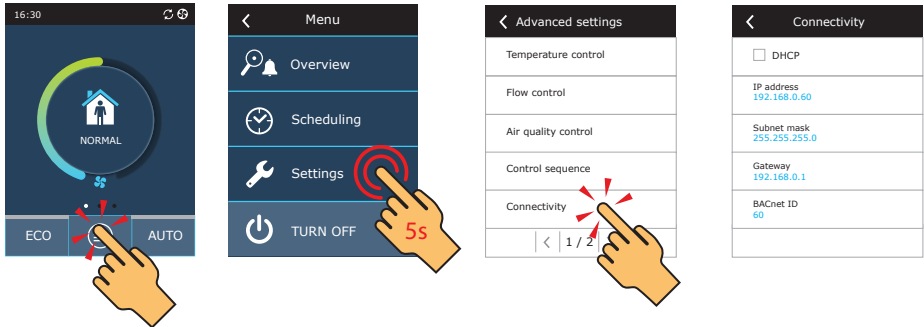 16:30
NORMAL
ECO
AUTO
Menu
Overview
Scheduling
Settings
TURN OFF
5s
Advanced settings
Temperature control
Flow control
Air quality control
Control sequence
Connectivity
1 / 2
Connectivity
DHCP
IP address
192.168.0.60
Subnet mask
255.255.255.0
Gateway
192.168.0.1
BACnet ID
60